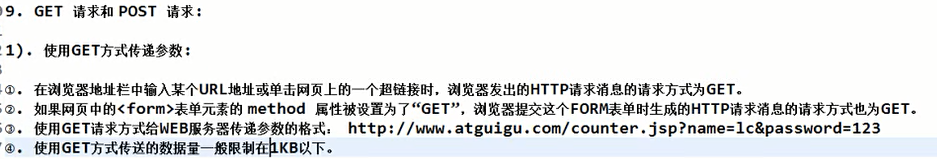 9. GET 请求和 POST 请求:
1). 使用GET方式传递参数:
①. 在浏览器地址栏中输入某个URL地址或单击网页上的一个超链接时，浏览器发出的HTTP请求消息的请求方式为GET。
②. 如果网页中的<form>表单元素的 method 属性被设置为了“GET”，浏览器提交这个FORM表单时生成的HTTP请求消息的请求方式也为GET。
③. 使用GET请求方式给WEB服务器传递参数的格式： http://www.atguigu.com/counter.jsp?name=lc&password=123
④. 使用GET方式传送的数据量一般限制在1KB以下。